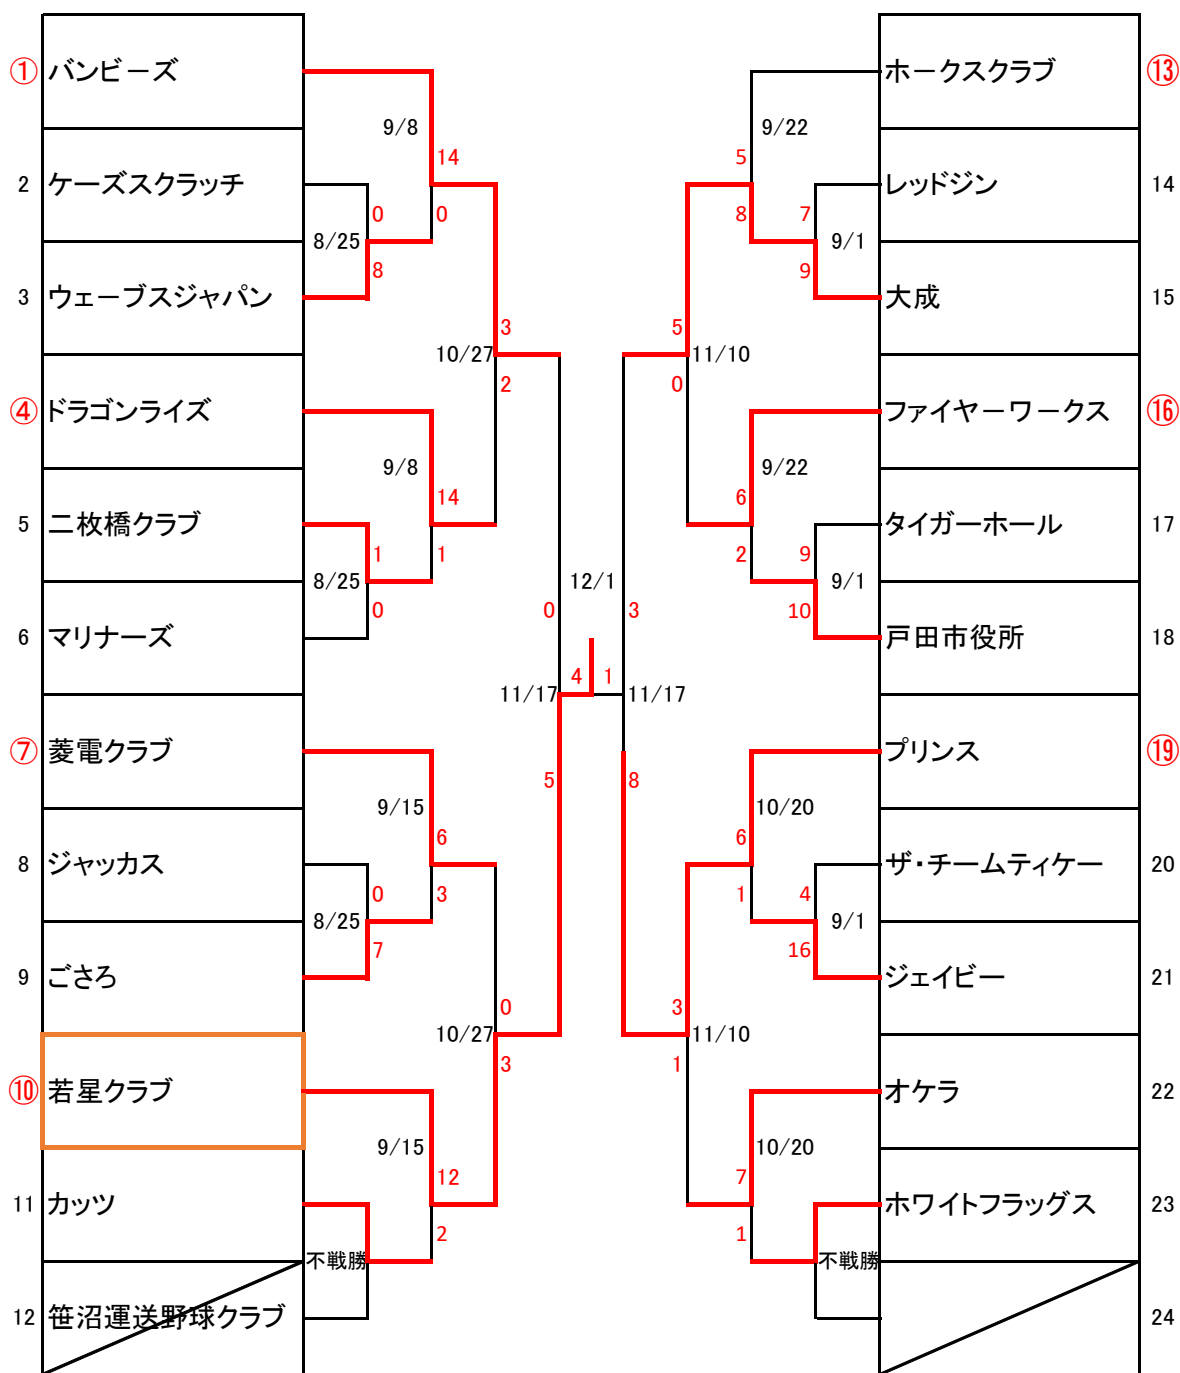 ① バンビーズ
9/8
14
2 ケーズスクラッチ
0
0
8/25
8
3 ウェーブスジャパン
3
10/27
2
④ ドラゴンライズ
9/8
14
5 二枚橋クラブ
1
1
8/25
0
6 マリナーズ
0
11/17
5
⑦ 菱電クラブ
9/15
6
8 ジャッカス
0
3
8/25
7
9 ごさろ
0
10/27
3
⑩ 若星クラブ
9/15
12
11 カッツ
2
不戦勝
12 笹沼運送野球クラブ
12/1
4 1
ホークスクラブ ⑬
9/22
5
レッドジン 14
8
7
9/1
9
大成 15
5
11/10
0
ファイヤーワークス ⑯
9/22
6
タイガーホール 17
2
9
9/1
10
戸田市役所 18
3
11/17
8
プリンス ⑲
10/20
6
ザ・チームティケー 20
1
4
9/1
16
ジェイビー 21
3
11/10
1
オケラ 22
10/20
7
ホワイトフラッグス 23
1
不戦勝
24